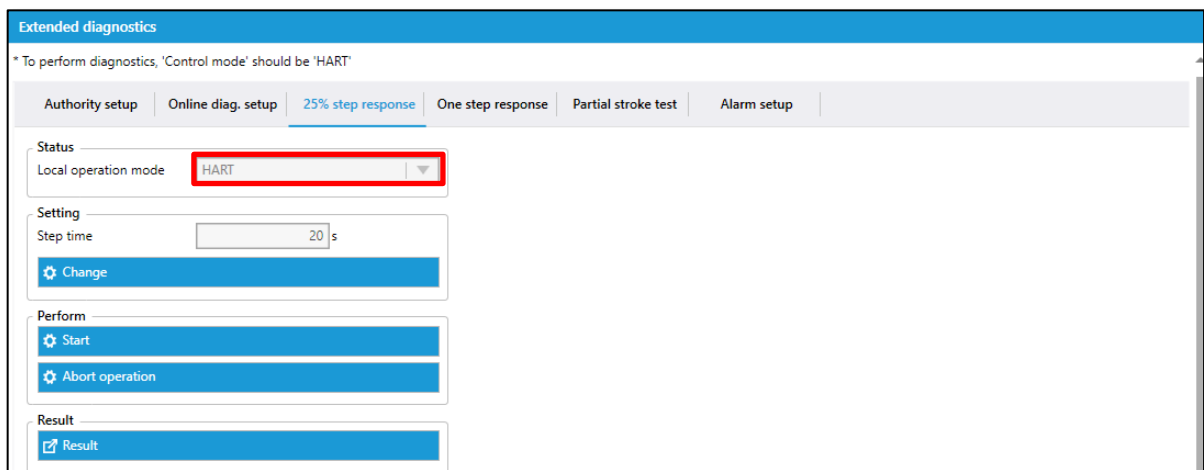 Extended diagnostics
* To perform diagnostics, 'Control mode' should be 'HART'
Authority setup Online diag. setup 25% step response One step response Partial stroke test Alarm setup
Status
Local operation mode HART
Setting
Step time 20 s
Change
Perform
Start
Abort operation
Result
Result